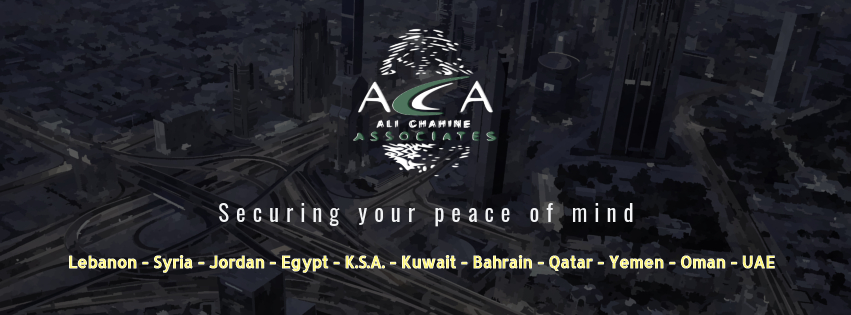 ACA
ALI CHAHINE
ASSOCIATES
Securing your peace of mind
Lebanon - Syria - Jordan - Egypt - K.S.A. - Kuwait - Bahrain - Qatar - Yemen - Oman - UAE